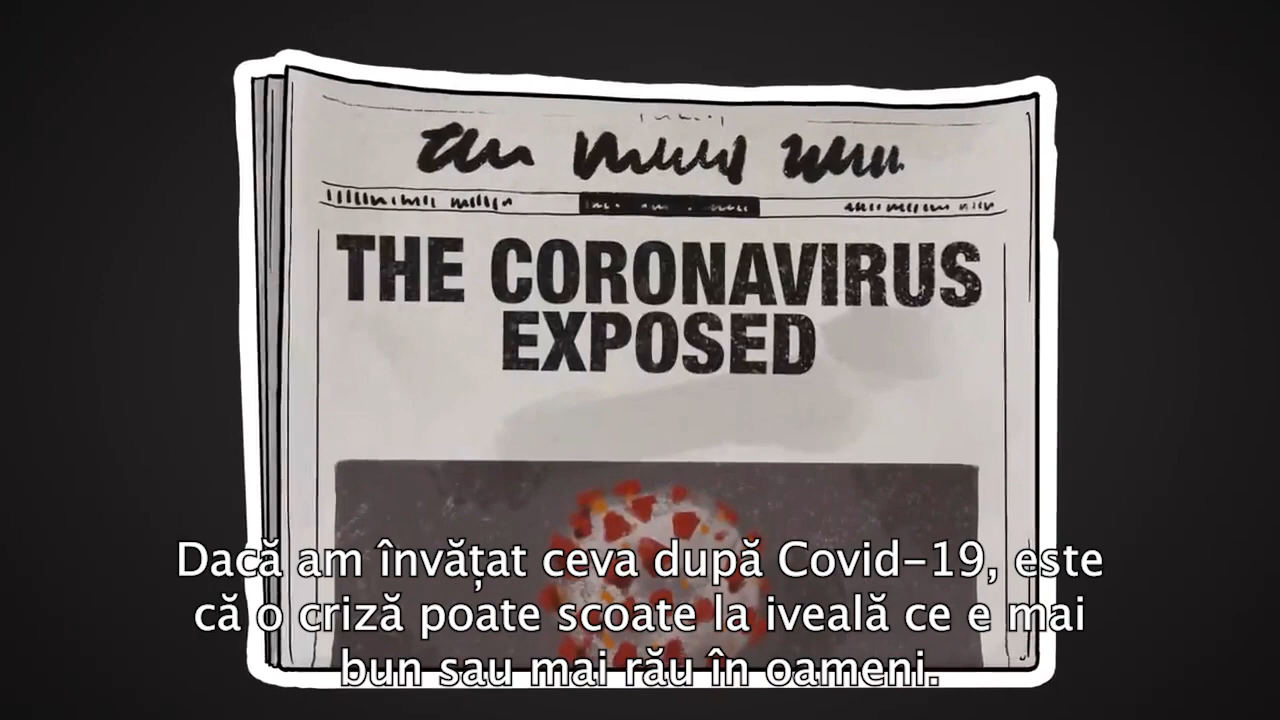 THE CORONAVIRUS
EXPOSED
Dacă am învățat ceva după Covid-19, este
că o criză poate scoate la iveală ce e mai
bun sau mai rău în oameni.